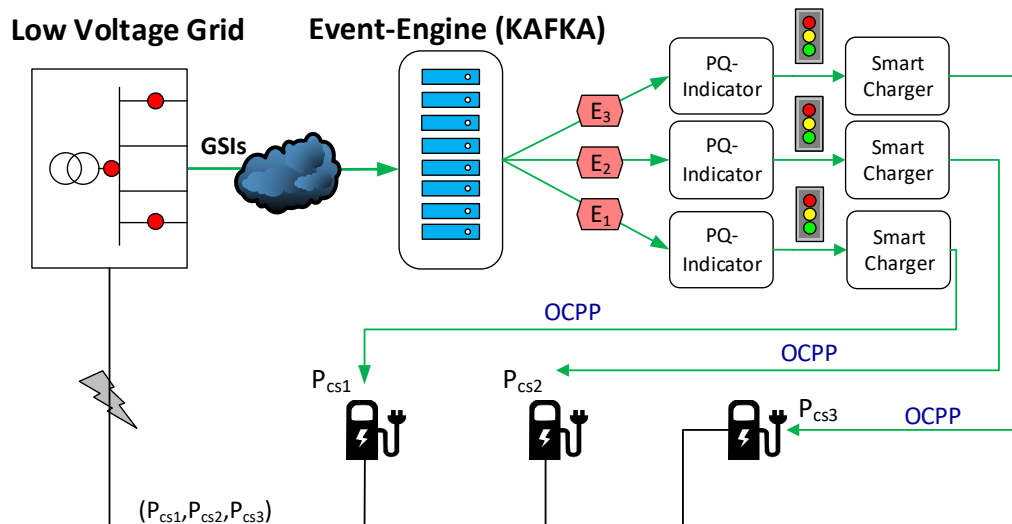 Low Voltage Grid
Event-Engine (KAFKA)
GSIs
E3
E2
E1
PQ-
Indicator
Smart
Charger
PQ-
Indicator
Smart
Charger
PQ-
Indicator
Smart
Charger
OCPP
OCPP
OCPP
Pcs1
Pcs2
Pcs3
(Pcs1,Pcs2,Pcs3)